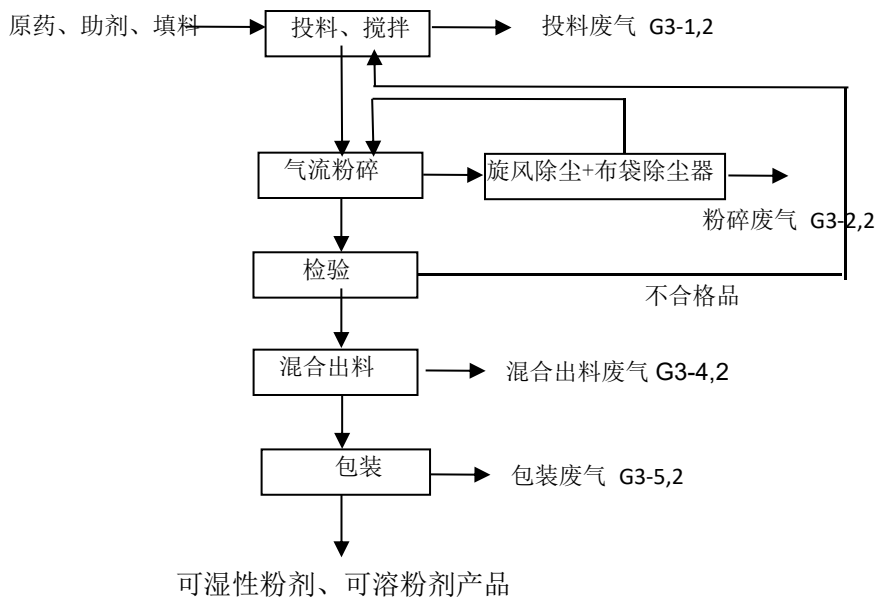 原药、助剂、填料
投料、搅拌
投料废气 G3-1,2
气流粉碎
旋风除尘+布袋除尘器
粉碎废气 G3-2,2
检验
不合格品
混合出料
混合出料废气 G3-4,2
包装
包装废气 G3-5,2
可湿性粉剂、可溶粉剂产品